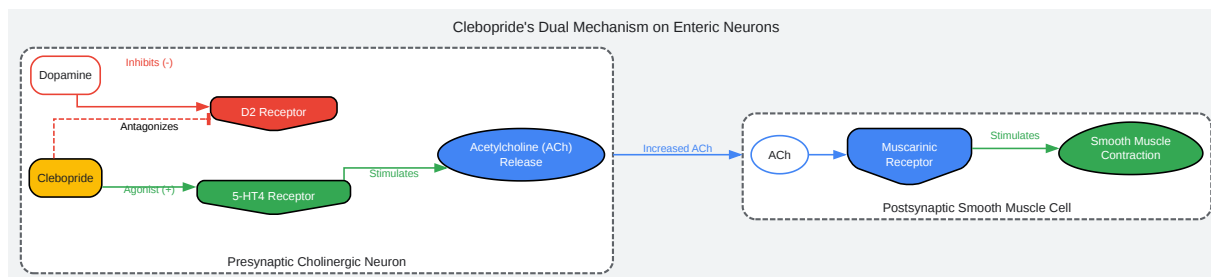 Clebopride's Dual Mechanism on Enteric Neurons
Dopamine
Inhibits (-)
D2 Receptor
Antagonizes
Clebopride
Agonist (+)
5-HT4 Receptor
Stimulates
Acetylcholine (ACh)
Release
Presynaptic Cholinergic Neuron
Increased ACh
ACh
Muscarinic
Receptor
Stimulates
Smooth Muscle
Contraction
Postsynaptic Smooth Muscle Cell